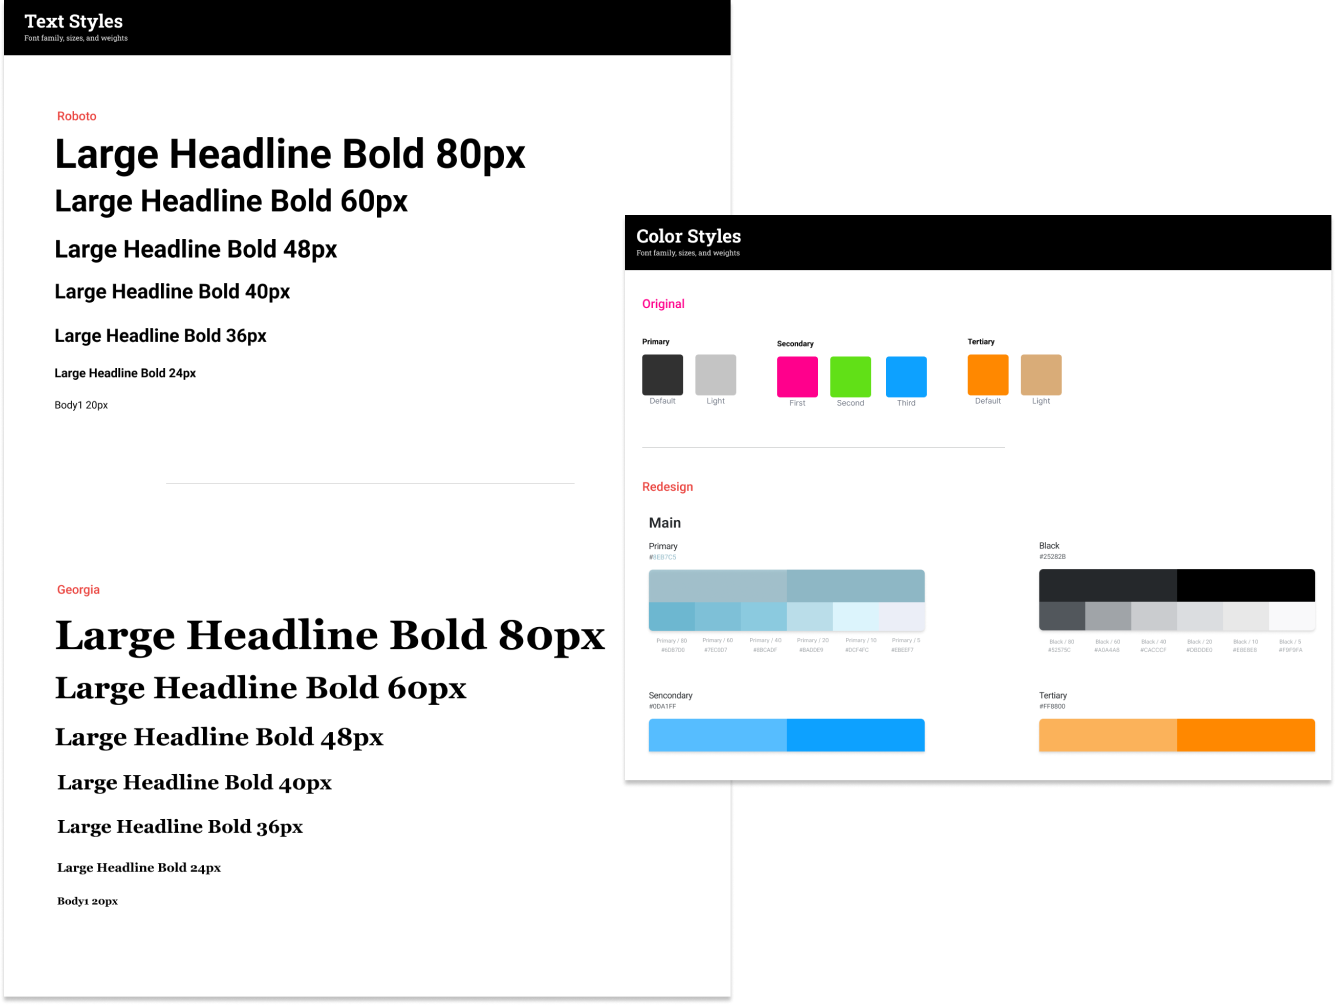 Text Styles
Font family, sizes, and weights
Roboto
Large Headline Bold 80px
Large Headline Bold 60px
Large Headline Bold 48px
Large Headline Bold 40px
Large Headline Bold 36px
Large Headline Bold 24px
Body1 20px
Georgia
Large Headline Bold 80px
Large Headline Bold 60px
Large Headline Bold 48px
Large Headline Bold 40px
Large Headline Bold 36px
Large Headline Bold 24px
Body1 20px
Color Styles
Font family, sizes, and weights
Original
Primary Secondary Tertiary
Default Light First Second Third Default Light
Redesign
Main
Primary Black
#8EB7C5 #25282B
Primary / 80 Primary / 60 Primary / 40 Primary / 20 Primary / 10 Primary / 5 Black / 80 Black / 60 Black / 40 Black / 20 Black / 10 Black / 5
#7EC0D7 #8BCADF #BADDE9 #DCF4FC #52575C #A0A4A8 #CACCCF #DBDDE0 #E8E8E8 #F9F9FA
Sencondary Tertiary
#0DA1FF #FF8800